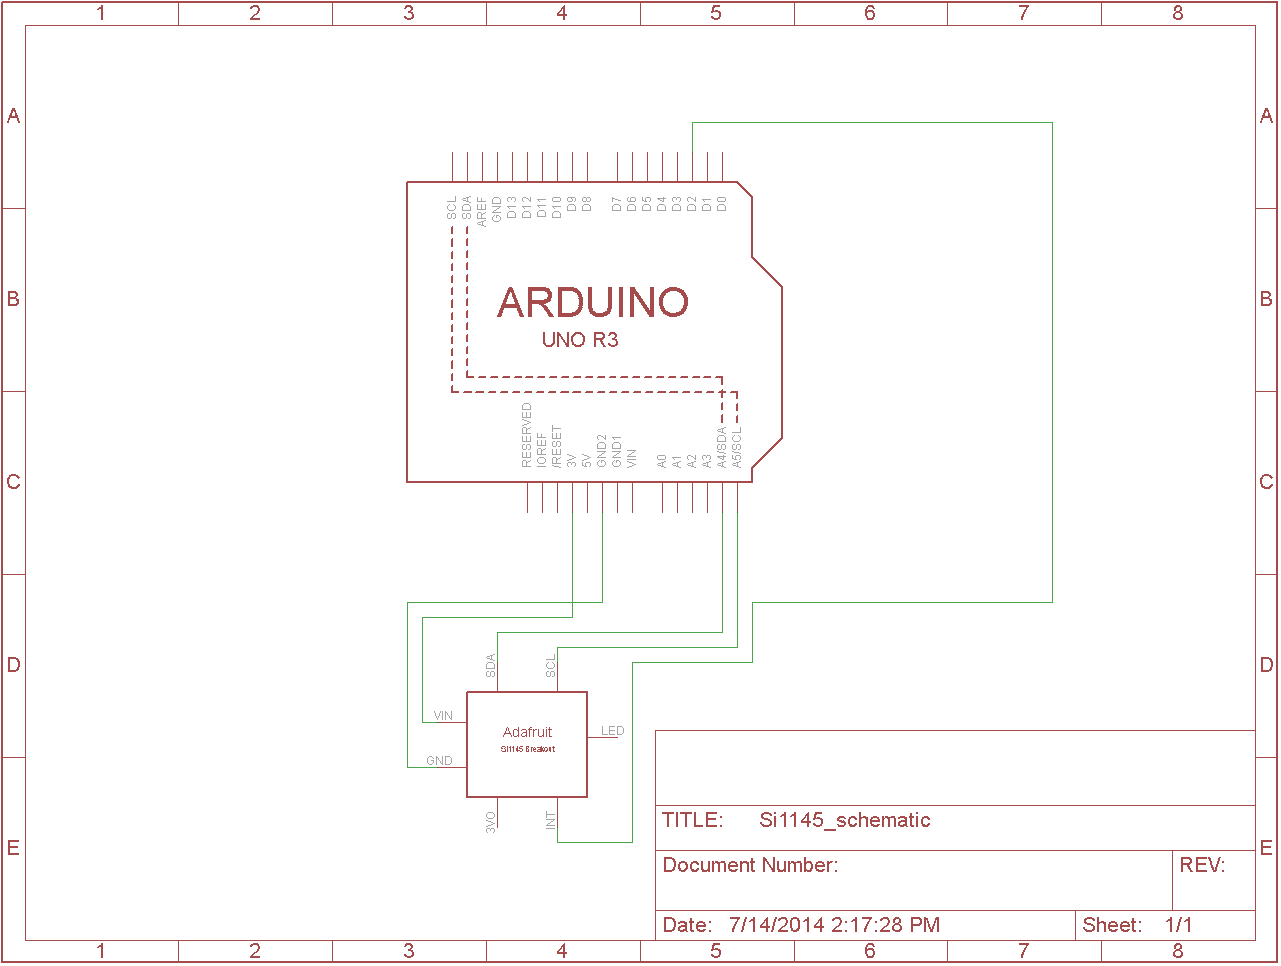 1 2 3 4 5 6 7 8
A A
SCL SDA AREF GND D13 D12 D11 D10 D9 D8 D7 D6 D5 D4 D3 D2 D1 D0
B B
ARDUINO
UNO R3
RESERVED IOREF /RESET 3V 5V GND2 GND1 VIN A0 A1 A2 A3 A4/SDA A5/SCL
C C
D D
SDA SCL
VIN
LED
Adafruit
SI1145 Breakout
GND
3VO INT
TITLE: Si1145_schematic
E E
Document Number:
REV:
Date: 7/14/2014 2:17:28 PM
Sheet: 1/1
1 2 3 4 5 6 7 8